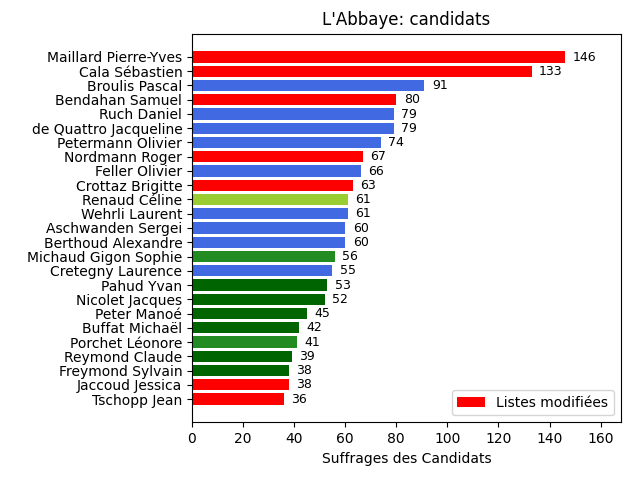 L'Abbaye: candidats
Maillard Pierre-Yves 146
Cala Sébastien 133
Broulis Pascal 91
Bendahan Samuel 80
Ruch Daniel 79
de Quattro Jacqueline 79
Petermann Olivier 74
Nordmann Roger 67
Feller Olivier 66
Crottaz Brigitte 63
Renaud Céline 61
Wehrli Laurent 61
Aschwanden Sergei 60
Berthoud Alexandre 60
Michaud Gigon Sophie 56
Cretegny Laurence 55
Pahud Yvan 53
Nicolet Jacques 52
Peter Manoé 45
Buffat Michaël 42
Porchet Léonore 41
Reymond Claude 39
Freymond Sylvain 38
Jaccoud Jessica 38
Tschopp Jean 36
Listes modifiées
0 20 40 60 80 100 120 140 160
Suffrages des Candidats